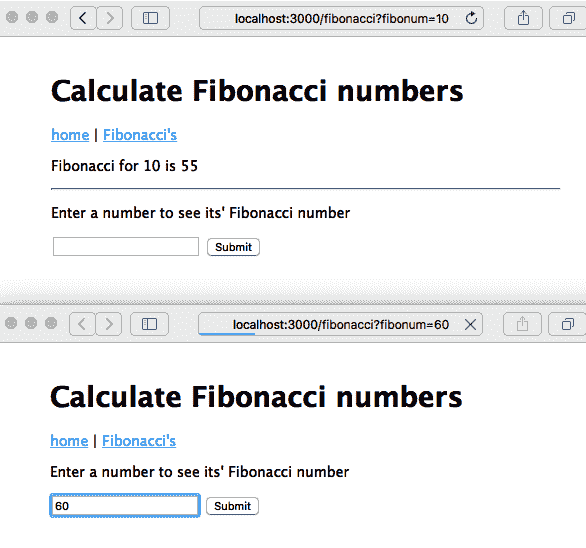 localhost:3000/fibonacci?fibonum=10
Calculate Fibonacci numbers
home | Fibonacci's
Fibonacci for 10 is 55
Enter a number to see its' Fibonacci number
Submit
localhost:3000/fibonacci?fibonum=60
Calculate Fibonacci numbers
home | Fibonacci's
Enter a number to see its' Fibonacci number
60 Submit